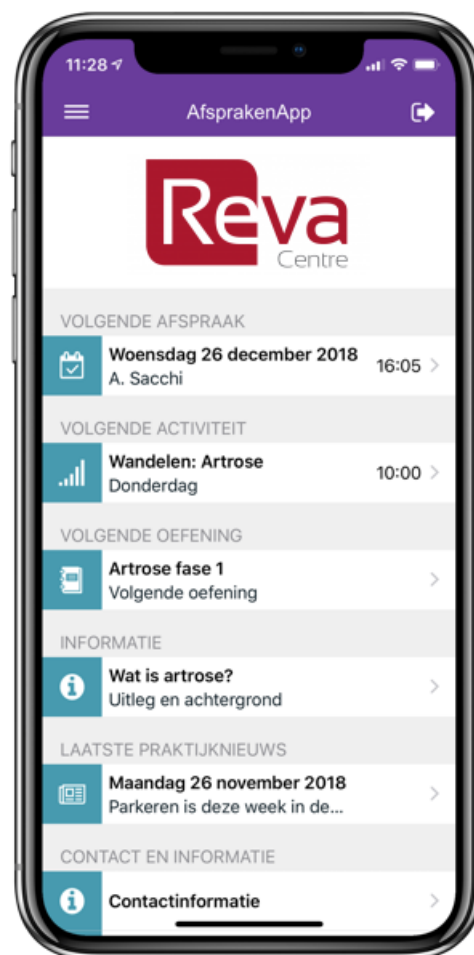 11:28
AfsprakenApp
Reva
Centre
VOLGENDE AFSPRAAK
Woensdag 26 december 2018
A. Sacchi
16:05
VOLGENDE ACTIVITEIT
Wandelen: Artrose
Donderdag
10:00
VOLGENDE OEFENING
Artrose fase 1
Volgende oefening
INFORMATIE
Wat is artrose?
Uitleg en achtergrond
LAATSTE PRAKTIJKNIEUWS
Maandag 26 november 2018
Parkeren is deze week in de...
CONTACT EN INFORMATIE
Contactinformatie